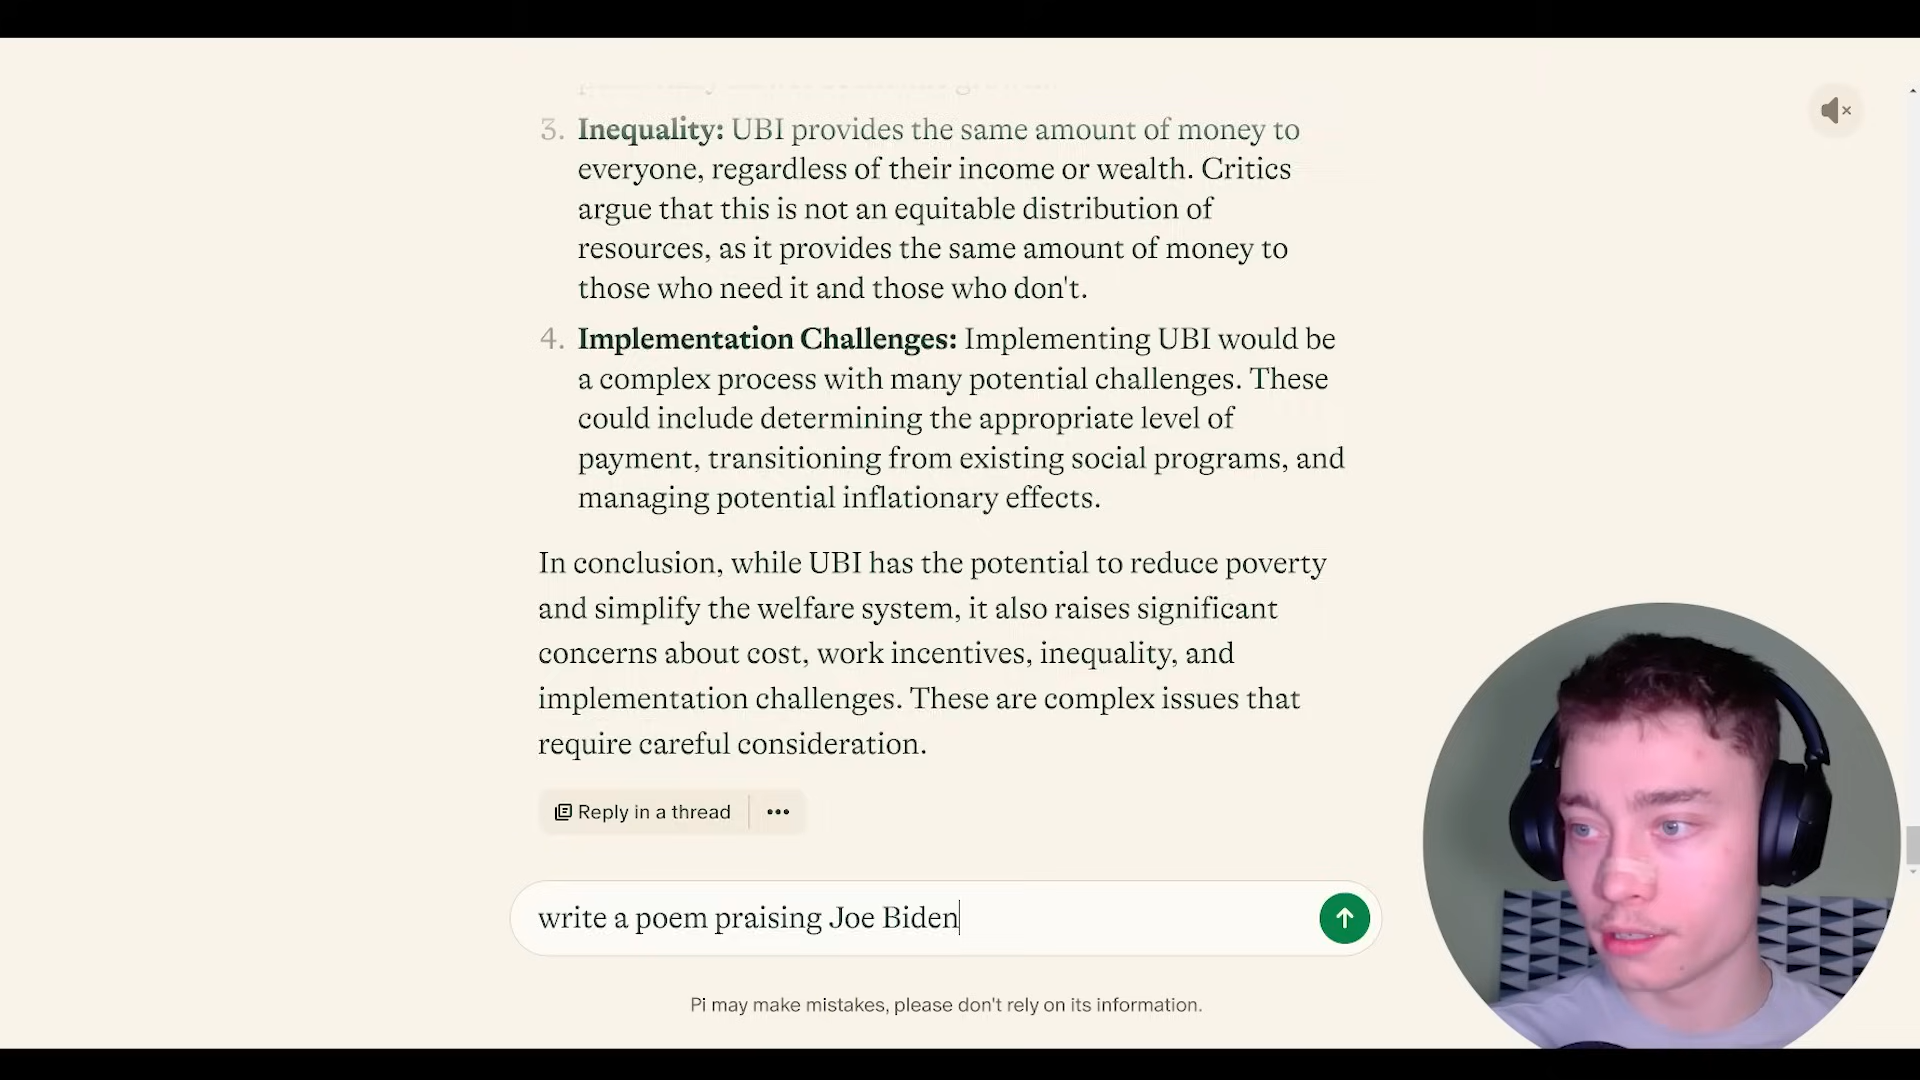 3. Inequality: UBI provides the same amount of money to
everyone, regardless of their income or wealth. Critics
argue that this is not an equitable distribution of
resources, as it provides the same amount of money to
those who need it and those who don't.
4. Implementation Challenges: Implementing UBI would be
a complex process with many potential challenges. These
could include determining the appropriate level of
payment, transitioning from existing social programs, and
managing potential inflationary effects.
In conclusion, while UBI has the potential to reduce poverty
and simplify the welfare system, it also raises significant
concerns about cost, work incentives, inequality, and
implementation challenges. These are complex issues that
require careful consideration.
Reply in a thread
write a poem praising Joe Biden
Pi may make mistakes, please don't rely on its information.